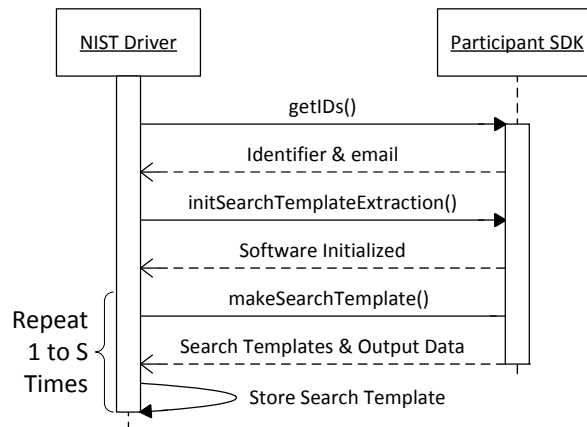 NIST Driver
Participant SDK
getIDs()
Identifier & email
initSearchTemplateExtraction()
Software Initialized
makeSearchTemplate()
Repeat
1 to S
Times
Search Templates & Output Data
Store Search Template